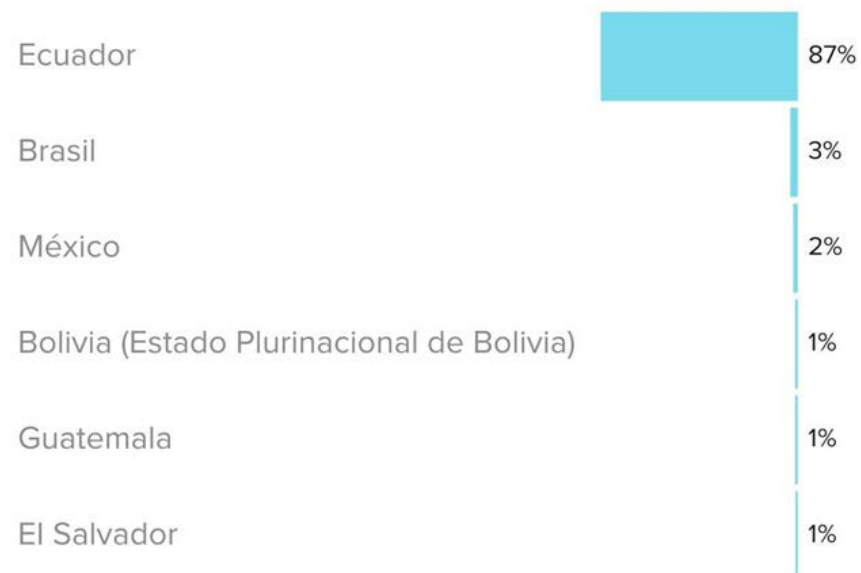 Ecuador 87%
Brasil 3%
México 2%
Bolivia (Estado Plurinacional de Bolivia) 1%
Guatemala 1%
El Salvador 1%